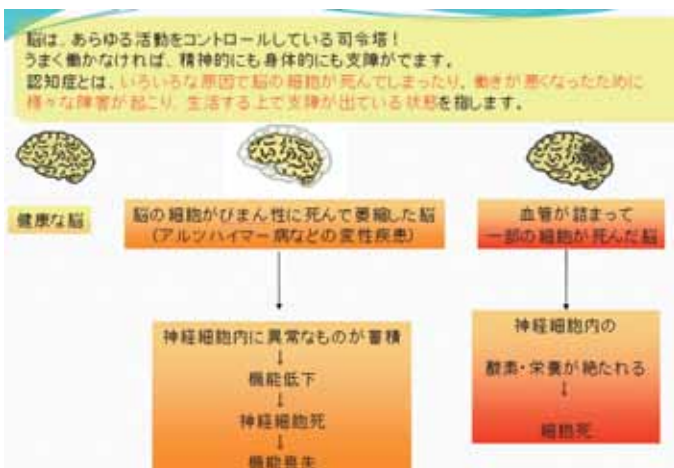 脳は、あらゆる活動をコントロールしている司令塔！
うまく働かなければ、精神的にも身体的にも支障がでます。
認知症とは、いろいろな原因で脳の細胞が死んでしまったり、働きが悪くなったために
様々な障害が起こり、生活する上で支障が出ている状態を指します。
健康な脳
脳の細胞がびまん性に死んで萎縮した脳
(アルツハイマー病などの変性疾患)
血管が詰まって
一部の細胞が死んだ脳
神経細胞内に異常なものが蓄積
↓
機能低下
↓
神経細胞死
↓
機能喪失
神経細胞内の
酸素・栄養が絶たれる
↓
細胞死